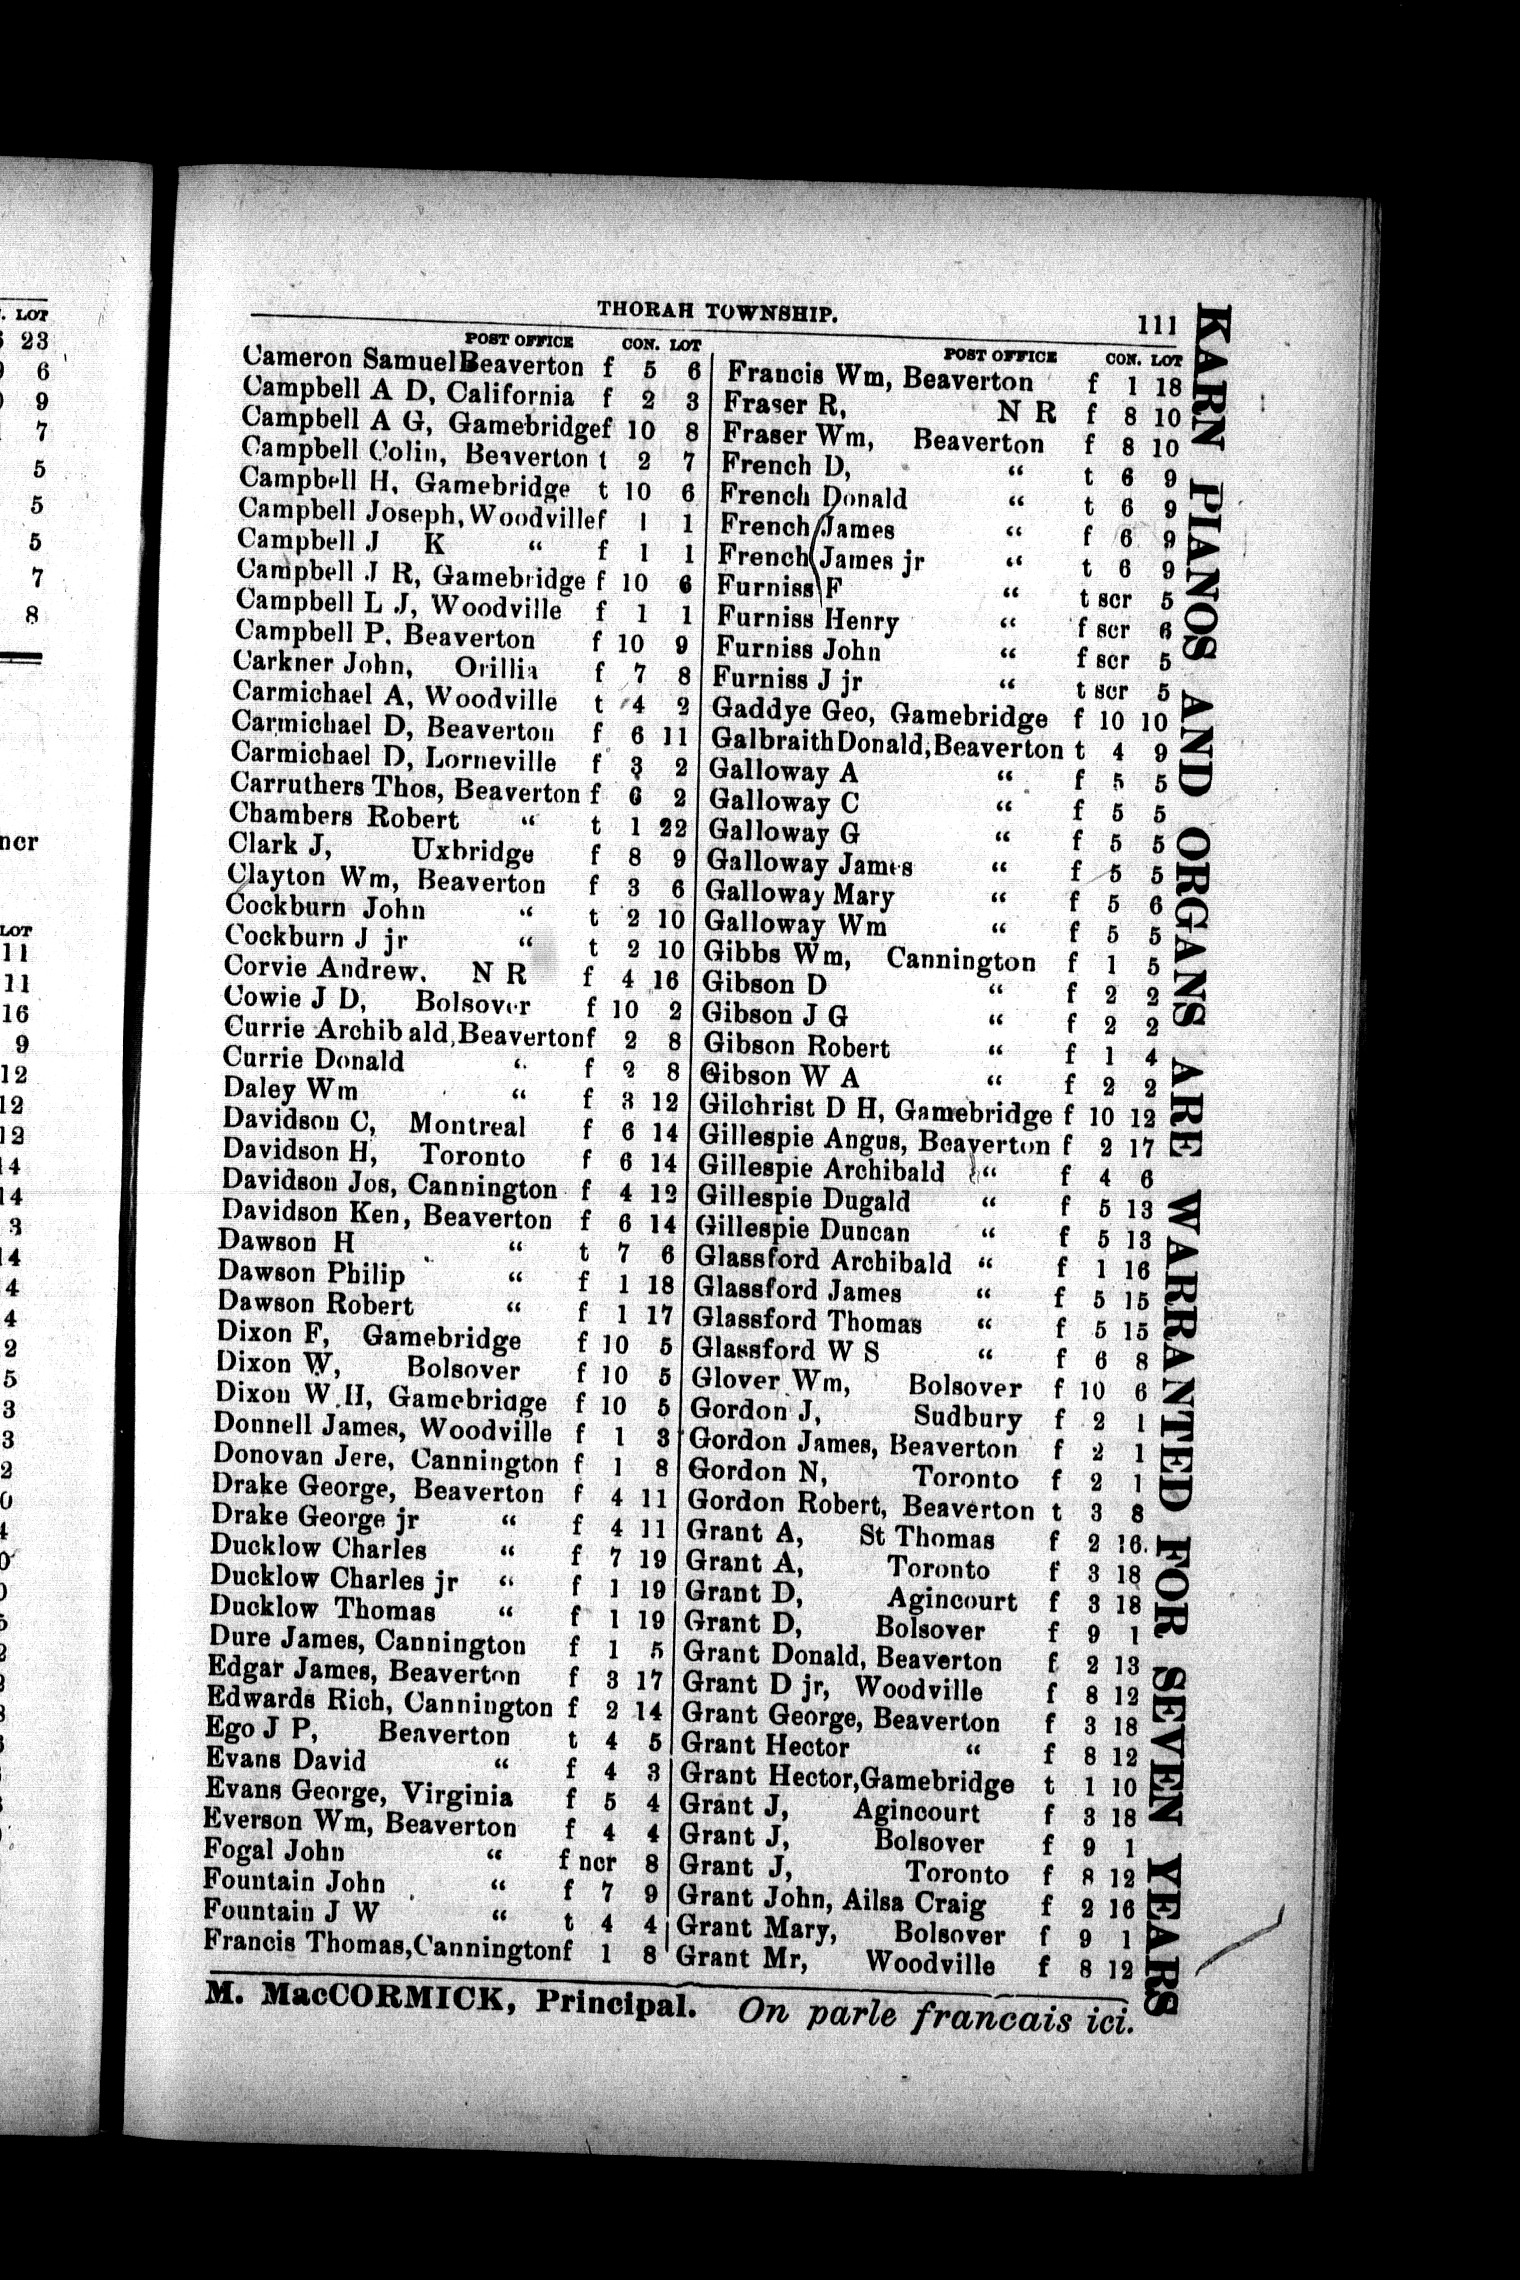 THORAH TOWNSHIP. 111
POST OFFICE CON. LOT
Cameron Samuel Beaverton f 5 6
Campbell A D, California f 2 3
Campbell A G, Gamebridge f 10 8
Campbell Colin, Beaverton t 2 7
Campbell H, Gamebridge t 10 6
Campbell Joseph, Woodville f 1 1
Campbell J K “ f 1 1
Campbell J R, Gamebridge f 10 6
Campbell L J, Woodville f 1 1
Campbell P. Beaverton f 10 9
Carkner John, Orillia f 7 8
Carmichael A, Woodville t 4 2
Carmichael D, Beaverton f 6 11
Carmichael D, Lorneville f 3 2
Carruthers Thos, Beaverton f 6 2
Chambers Robert “ t 1 22
Clark J, Uxbridge f 8 9
Clayton Wm, Beaverton f 3 6
Cockburn John “ t 2 10
Cockburn J jr “ t 2 10
Corvie Andrew. N R f 4 16
Cowie J D, Bolsover f 10 2
Currie Archibald, Beaverton f 2 8
Currie Donald “ f 2 8
Daley Wm “ f 3 12
Davidson C, Montreal f 6 14
Davidson H, Toronto f 6 14
Davidson Jos, Cannington f 4 12
Davidson Ken, Beaverton f 6 14
Dawson H “ t 7 6
Dawson Philip “ f 1 18
Dawson Robert “ f 1 17
Dixon F, Gamebridge f 10 5
Dixon W, Bolsover f 10 5
Dixon W H, Gamebridge f 10 5
Donnell James, Woodville f 1 3
Donovan Jere, Cannington f 1 8
Drake George, Beaverton f 4 11
Drake George jr “ f 4 11
Ducklow Charles “ f 7 19
Ducklow Charles jr “ f 1 19
Ducklow Thomas “ f 1 19
Dure James, Cannington f 1 5
Edgar James, Beaverton f 3 17
Edwards Rich, Cannington f 2 14
Ego J P, Beaverton t 4 5
Evans David “ f 4 3
Evans George, Virginia f 5 4
Everson Wm, Beaverton f 4 4
Fogal John “ f ncr 8
Fountain John “ f 7 9
Fountain J W “ t 4 4
Francis Thomas, Cannington f 1 8
POST OFFICE CON. LOT
Francis Wm, Beaverton f 1 18
Fraser R, N R f 8 10
Fraser Wm, Beaverton f 8 10
French D, “ t 6 9
French Donald “ t 6 9
French James “ f 6 9
French James jr “ t 6 9
Furniss F “ t scr 5
Furniss Henry “ f scr 6
Furniss John “ f scr 5
Furniss J jr “ t scr 5
Gaddye Geo, Gamebridge f 10 10
Galbraith Donald, Beaverton t 4 9
Galloway A “ f 5 5
Galloway C “ f 5 5
Galloway G “ f 5 5
Galloway James “ f 5 5
Galloway Mary “ f 5 6
Galloway Wm “ f 5 5
Gibbs Wm, Cannington f 1 5
Gibson D “ f 2 2
Gibson J G “ f 2 2
Gibson Robert “ f 1 4
Gibson W A “ f 2 2
Gilchrist D H, Gamebridge f 10 12
Gillespie Angus, Beaverton f 2 17
Gillespie Archibald “ f 4 6
Gillespie Dugald “ f 5 13
Gillespie Duncan “ f 5 13
Glassford Archibald “ f 1 16
Glassford James “ f 5 15
Glassford Thomas “ f 5 15
Glassford W S “ f 6 8
Glover Wm, Bolsover f 10 6
Gordon J, Sudbury f 2 1
Gordon James, Beaverton f 2 1
Gordon N, Toronto f 2 1
Gordon Robert, Beaverton t 3 8
Grant A, St Thomas f 2 16.
Grant A, Toronto f 3 18
Grant D, Agincourt f 3 18
Grant D, Bolsover f 9 1
Grant Donald, Beaverton f 2 13
Grant D jr, Woodville f 8 12
Grant George, Beaverton f 3 18
Grant Hector “ f 8 12
Grant Hector, Gamebridge t 1 10
Grant J, Agincourt f 3 18
Grant J, Bolsover f 9 1
Grant J, Toronto f 8 12
Grant John, Ailsa Craig f 2 16
Grant Mary, Bolsover f 9 1
Grant Mr, Woodville f 8 12
M. MacCORMICK, Principal. On parle francais ici.
KARN PIANOS AND ORGANS ARE WARRANTED FOR SEVEN YEARS